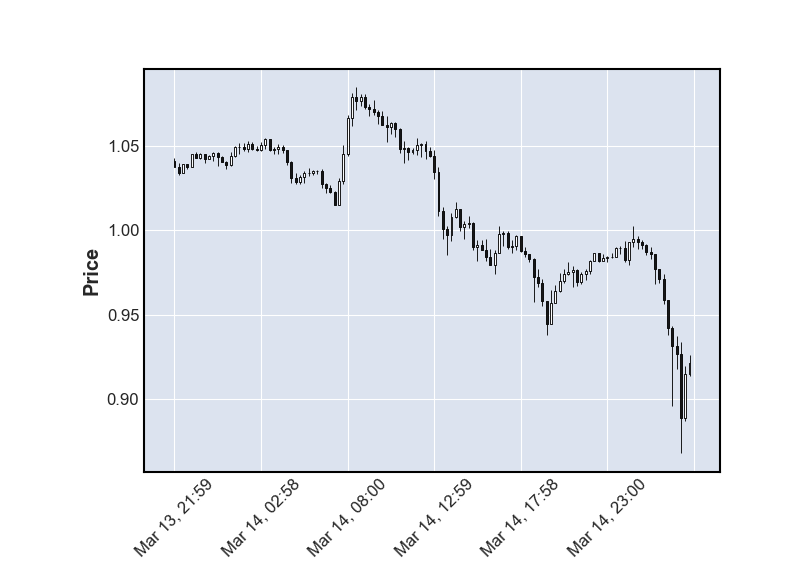 1.05
1.00
0.95
0.90
Price
Mar 13, 21:59
Mar 14, 02:58
Mar 14, 08:00
Mar 14, 12:59
Mar 14, 17:58
Mar 14, 23:00